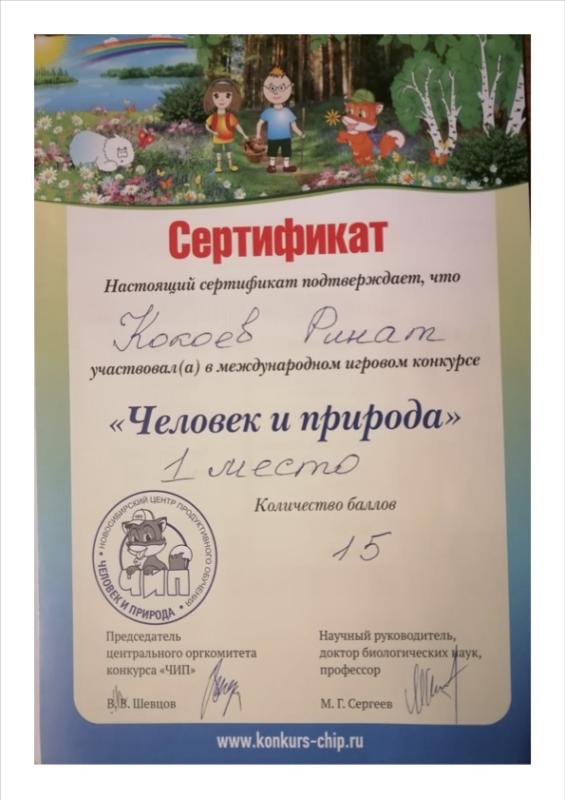 Сертификат
Настоящий сертификат подтверждает, что
Кокоев Ринат
участвовал(а) в международном игровом конкурсе
«Человек и природа»
1 место
Количество баллов
15
• НОВОСИБИРСКИЙ ЦЕНТР ПРОДУКТИВНОГО ОБУЧЕНИЯ •
ЧИП
ЧЕЛОВЕК И ПРИРОДА
Председатель
центрального оргкомитета
конкурса «ЧИП»
В. В. Шевцов
Научный руководитель,
доктор биологических наук,
профессор
М. Г. Сергеев
www.konkurs-chip.ru